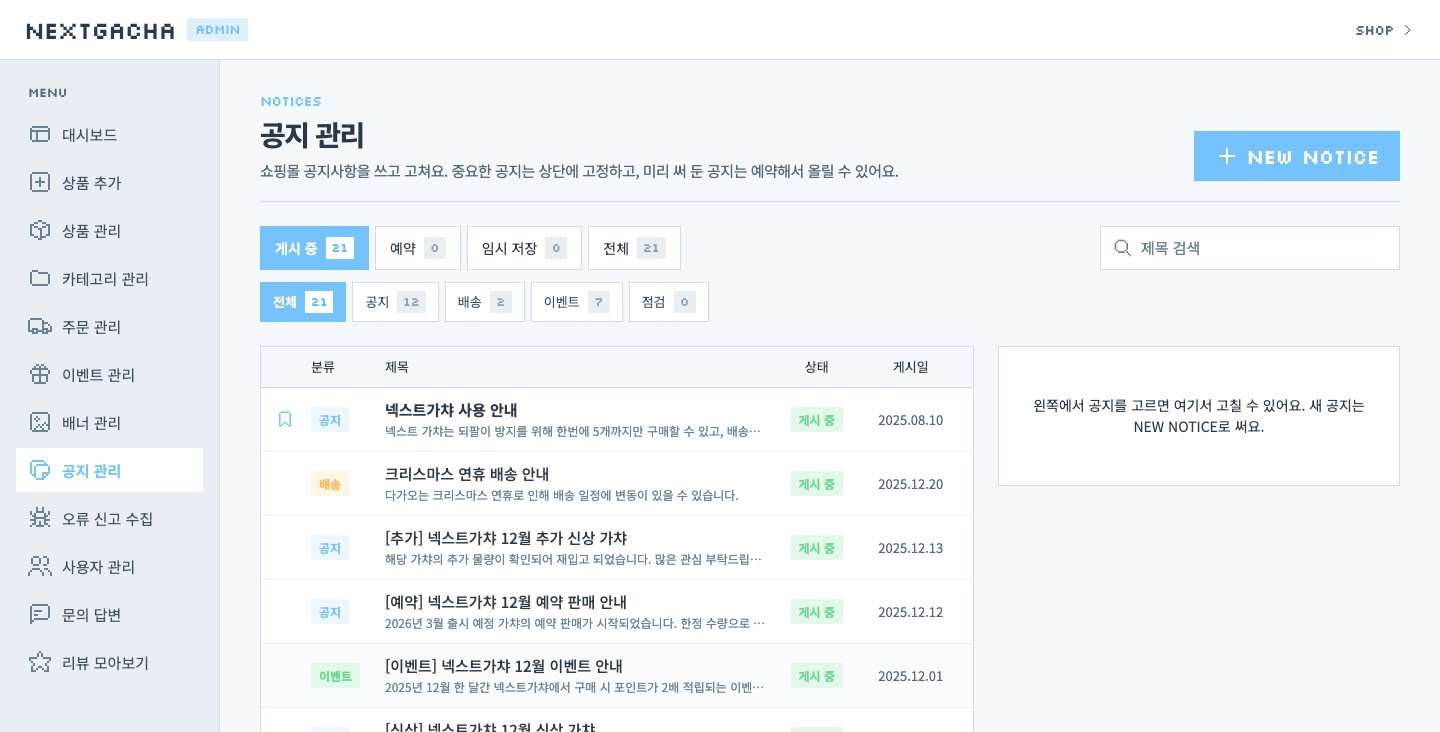 NEXTGACHA ADMIN
SHOP
MENU
대시보드
상품 추가
상품 관리
카테고리 관리
주문 관리
이벤트 관리
배너 관리
공지 관리
오류 신고 수집
사용자 관리
문의 답변
리뷰 모아보기
NOTICES
공지 관리
쇼핑몰 공지사항을 쓰고 고쳐요. 중요한 공지는 상단에 고정하고, 미리 써 둔 공지는 예약해서 올릴 수 있어요.
NEW NOTICE
게시 중 21 예약 0 임시 저장 0 전체 21
제목 검색
전체 21 공지 12 배송 2 이벤트 7 점검 0
분류 제목 상태 게시일
공지 넥스트가챠 사용 안내 게시 중 2025.08.10
넥스트 가챠는 되팔이 방지를 위해 한번에 5개까지만 구매할 수 있고, 배송…
배송 크리스마스 연휴 배송 안내 게시 중 2025.12.20
다가오는 크리스마스 연휴로 인해 배송 일정에 변동이 있을 수 있습니다.
공지 [추가] 넥스트가챠 12월 추가 신상 가챠 게시 중 2025.12.13
해당 가챠의 추가 물량이 확인되어 재입고 되었습니다. 많은 관심 부탁드립…
공지 [예약] 넥스트가챠 12월 예약 판매 안내 게시 중 2025.12.12
2026년 3월 출시 예정 가챠의 예약 판매가 시작되었습니다. 한정 수량으로 …
이벤트 [이벤트] 넥스트가챠 12월 이벤트 안내 게시 중 2025.12.01
2025년 12월 한 달간 넥스트가챠에서 구매 시 포인트가 2배 적립되는 이벤…
[신상] 넥스트가챠 12월 신상 가챠
왼쪽에서 공지를 고르면 여기서 고칠 수 있어요. 새 공지는
NEW NOTICE로 써요.